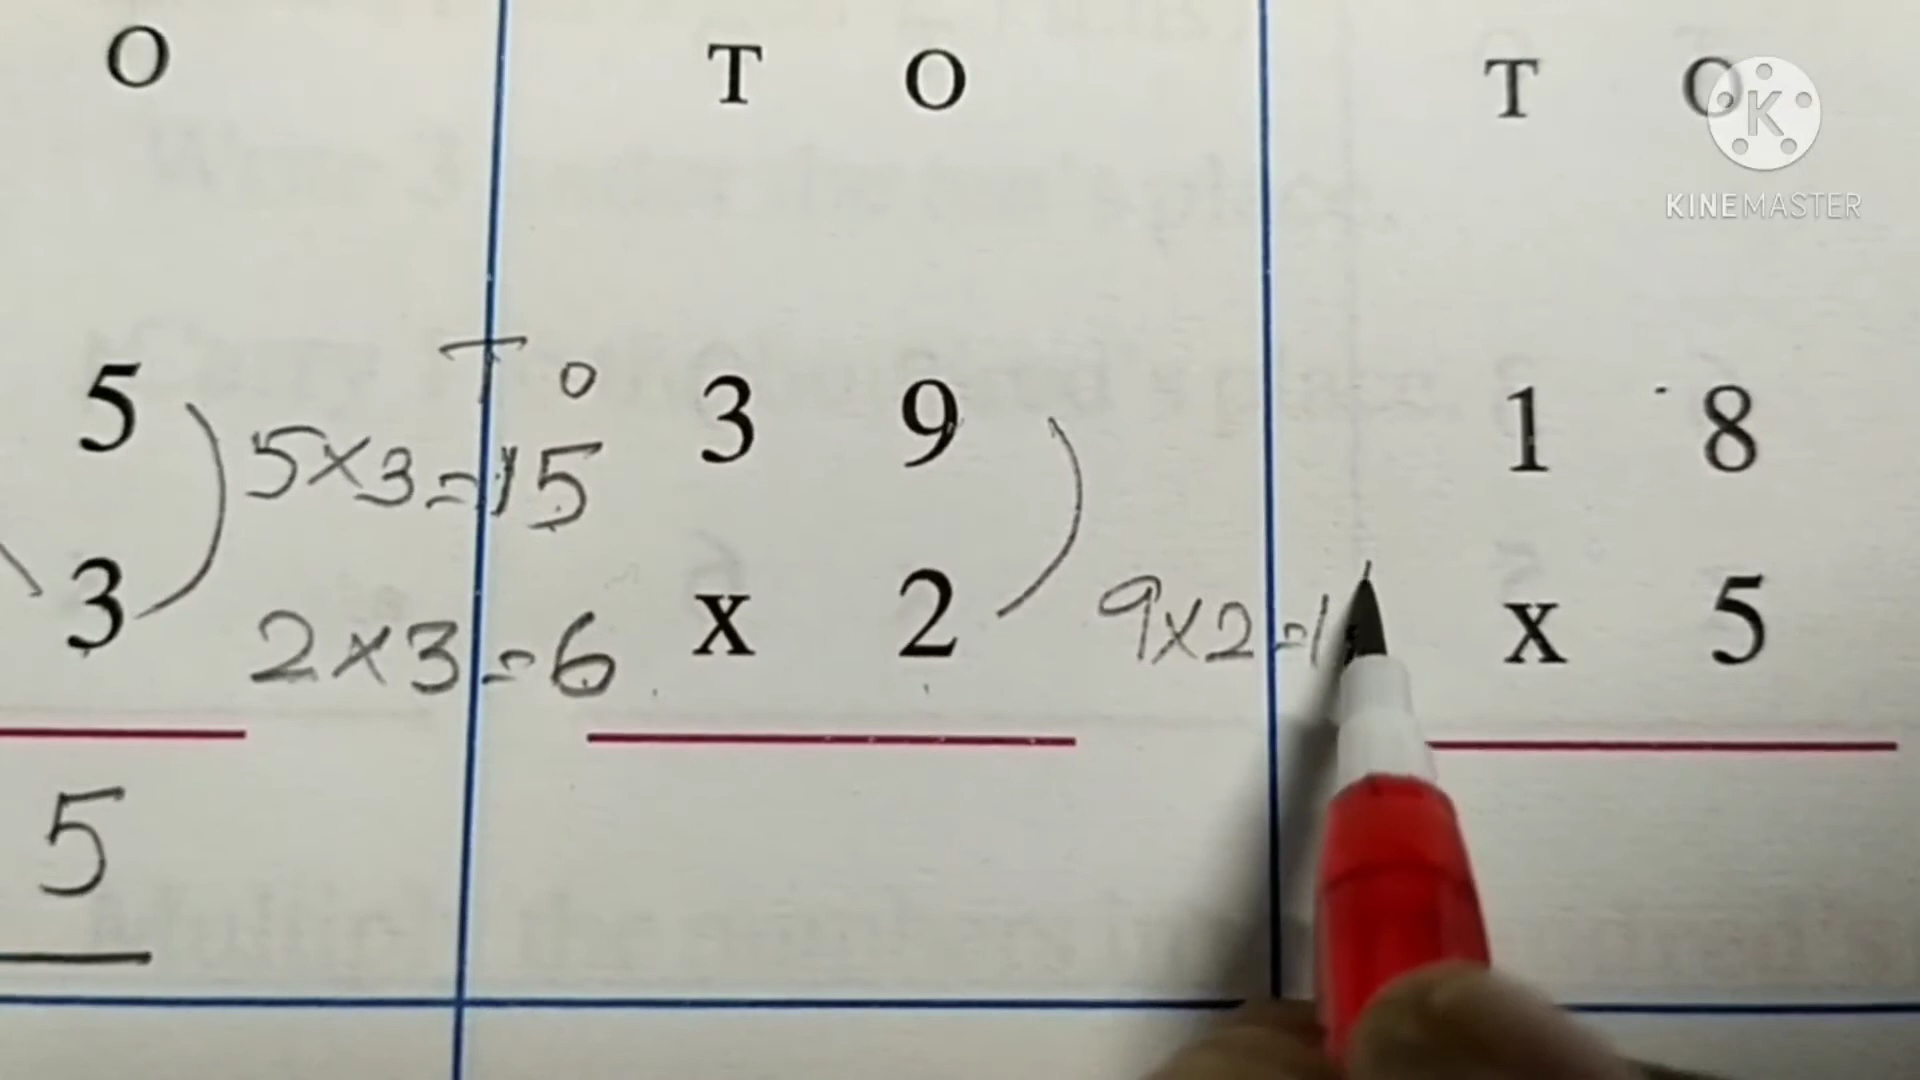 O
T O
T O
KINEMASTER
5
3
5
T O
5×3=15
2×3=6
3 9
x 2
9×2=1
1 8
x 5